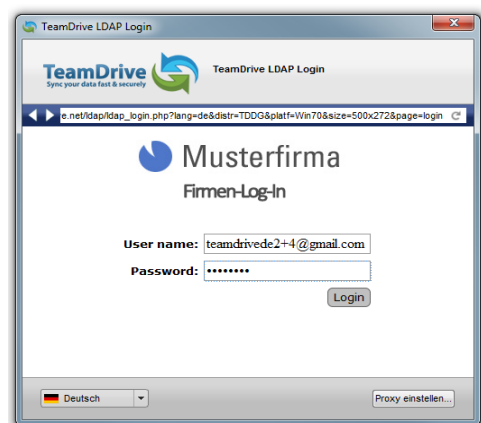 TeamDrive LDAP Login
TeamDrive
Sync your data fast & securely
TeamDrive LDAP Login
e.net/ldap/ldap_login.php?lang=de&distr=TDDG&platf=Win70&size=500x272&page=login
Musterfirma
Firmen-Log-In
User name: teamdrivede2+4@gmail.com
Password: ••••••••
Login
Deutsch
Proxy einstellen...